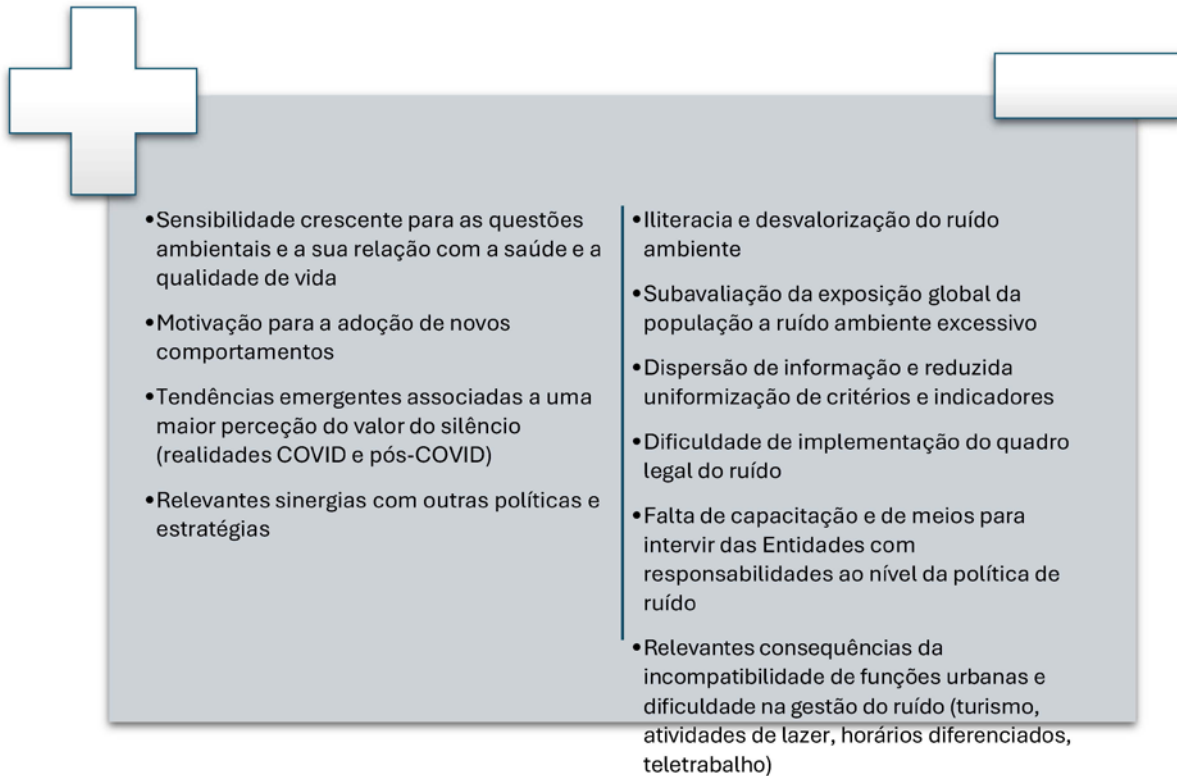 •Sensibilidade crescente para as questões
ambientais e a sua relação com a saúde e a
qualidade de vida
•Motivação para a adoção de novos
comportamentos
•Tendências emergentes associadas a uma
maior perceção do valor do silêncio
(realidades COVID e pós-COVID)
•Relevantes sinergias com outras políticas e
estratégias
•Iliteracia e desvalorização do ruído
ambiente
•Subavaliação da exposição global da
população a ruído ambiente excessivo
•Dispersão de informação e reduzida
uniformização de critérios e indicadores
•Dificuldade de implementação do quadro
legal do ruído
•Falta de capacitação e de meios para
intervir das Entidades com
responsabilidades ao nível da política de
ruído
•Relevantes consequências da
incompatibilidade de funções urbanas e
dificuldade na gestão do ruído (turismo,
atividades de lazer, horários diferenciados,
teletrabalho)